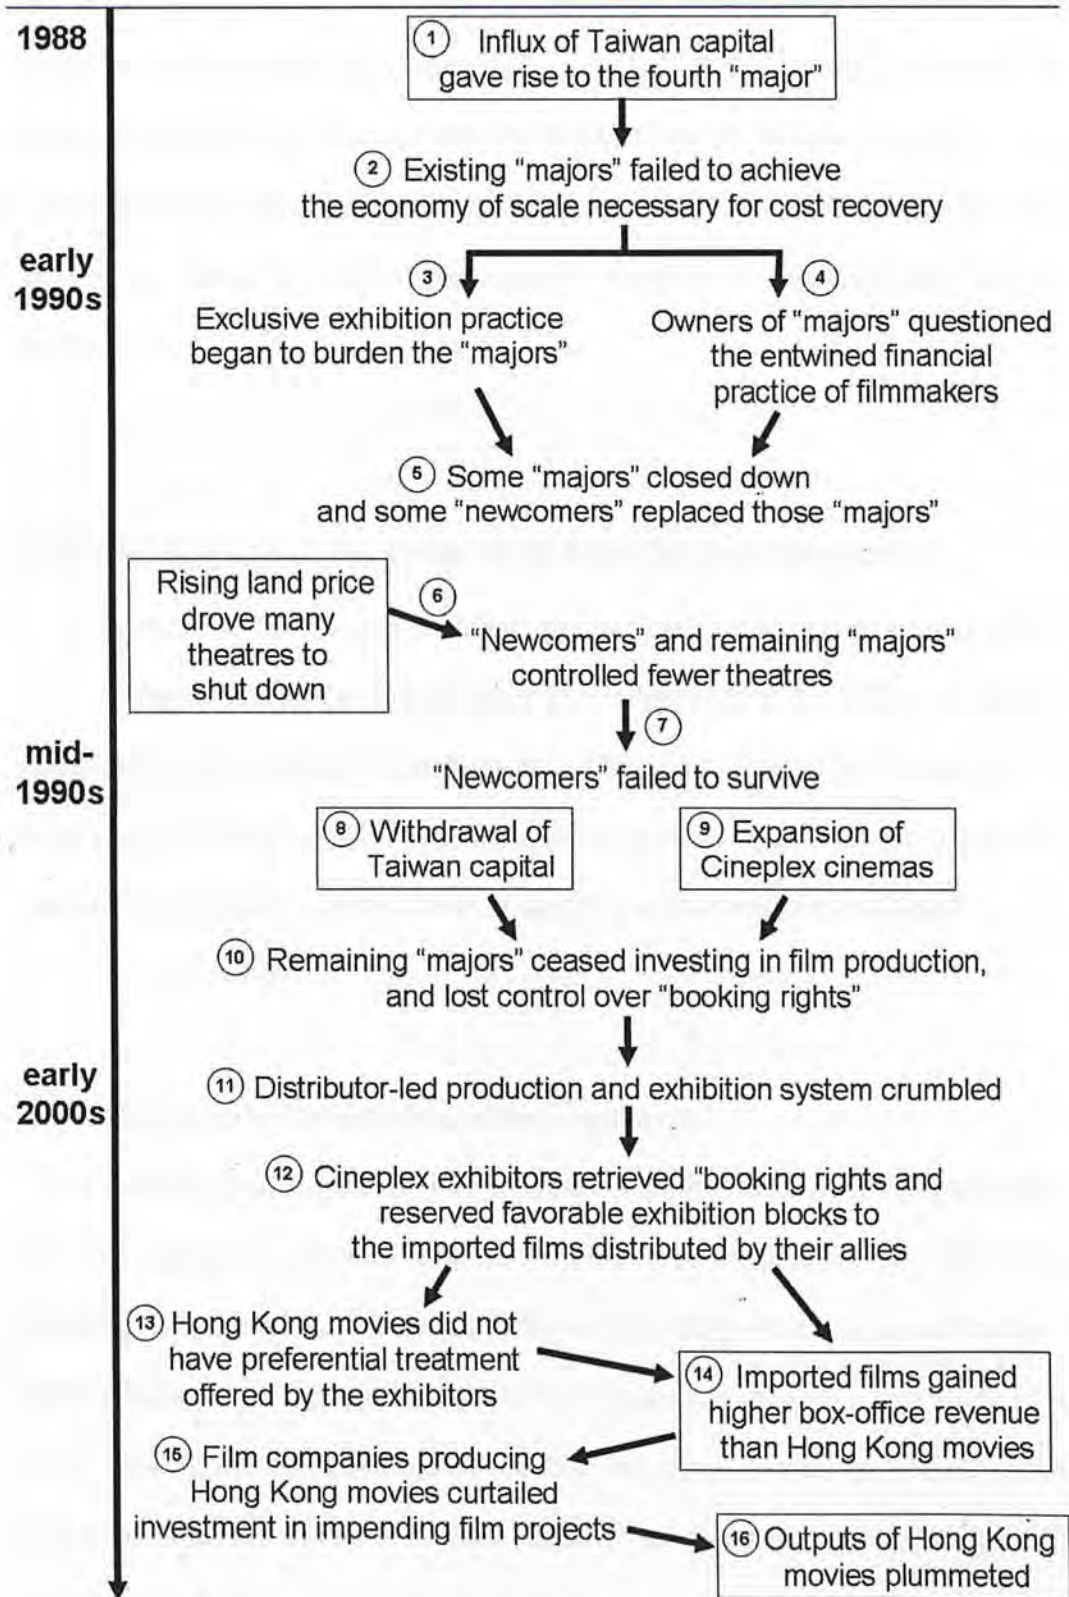 1988
① Influx of Taiwan capital
gave rise to the fourth “major”
② Existing “majors” failed to achieve
the economy of scale necessary for cost recovery
early
1990s
③
Exclusive exhibition practice
began to burden the “majors”
④
Owners of “majors” questioned
the entwined financial
practice of filmmakers
⑤ Some “majors” closed down
and some “newcomers” replaced those “majors”
Rising land price
drove many
theatres to
shut down
⑥
“Newcomers” and remaining “majors”
controlled fewer theatres
⑦
mid-
1990s
“Newcomers” failed to survive
⑧ Withdrawal of
Taiwan capital
⑨ Expansion of
Cineplex cinemas
⑩ Remaining “majors” ceased investing in film production,
and lost control over “booking rights”
early
2000s
⑪ Distributor-led production and exhibition system crumbled
⑫ Cineplex exhibitors retrieved “booking rights and
reserved favorable exhibition blocks to
the imported films distributed by their allies
⑬ Hong Kong movies did not
have preferential treatment
offered by the exhibitors
⑭ Imported films gained
higher box-office revenue
than Hong Kong movies
⑮ Film companies producing
Hong Kong movies curtailed
investment in impending film projects
⑯ Outputs of Hong Kong
movies plummeted